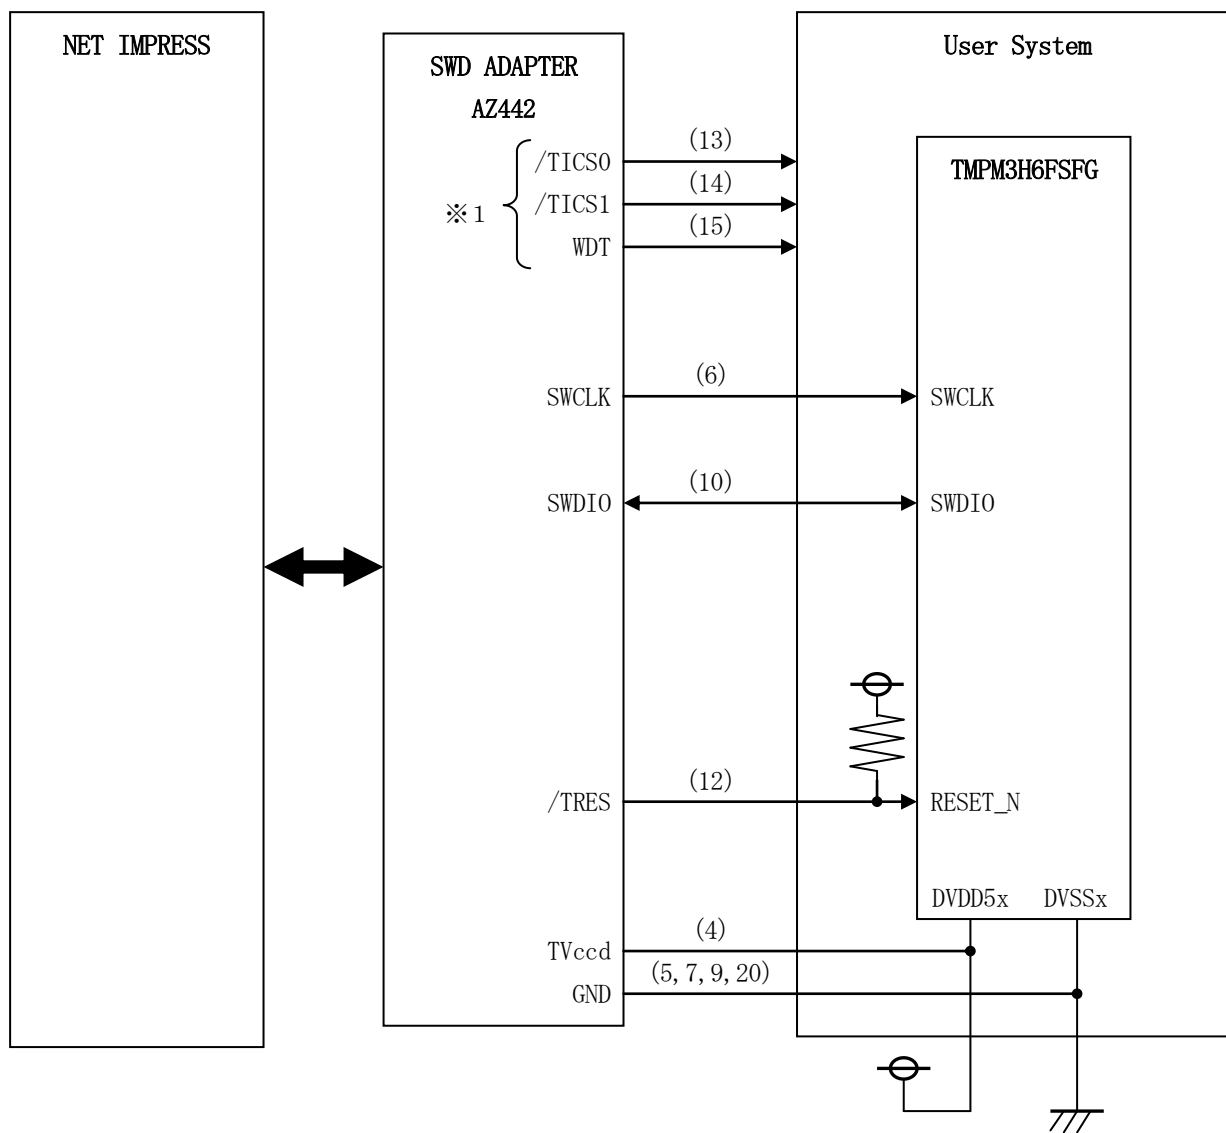 NET IMPRESS
SWD ADAPTER
AZ442
User System
TMPM3H6FSFG
※1
/TICS0
(13)
/TICS1
(14)
WDT
(15)
SWCLK
(6)
SWCLK
SWDIO
(10)
SWDIO
/TRES
(12)
RESET_N
DVDD5x
DVSSx
TVccd
(4)
GND
(5,7,9,20)